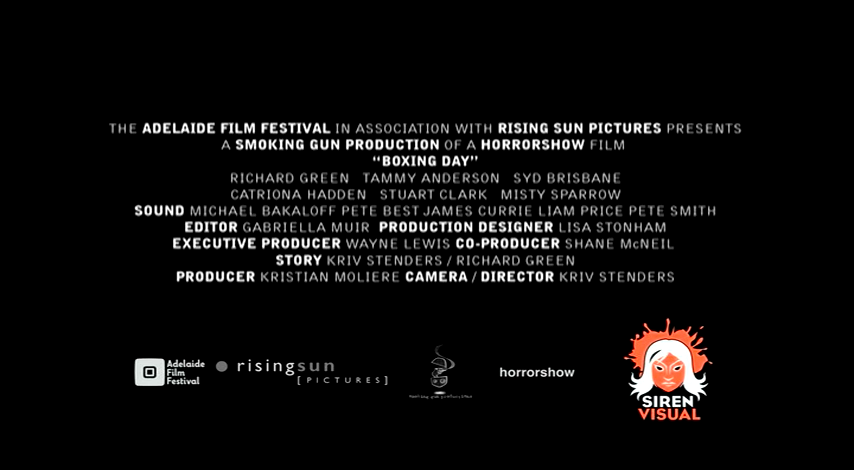 THE ADELAIDE FILM FESTIVAL IN ASSOCIATION WITH RISING SUN PICTURES PRESENTS
A SMOKING GUN PRODUCTION OF A HORRORSHOW FILM
"BOXING DAY"
RICHARD GREEN TAMMY ANDERSON SYD BRISBANE
CATRIONA HADDEN STUART CLARK MISTY SPARROW
SOUND MICHAEL BAKALOFF PETE BEST JAMES CURRIE LIAM PRICE PETE SMITH
EDITOR GABRIELLA MUIR PRODUCTION DESIGNER LISA STONHAM
EXECUTIVE PRODUCER WAYNE LEWIS CO-PRODUCER SHANE McNEIL
STORY KRIV STENDERS / RICHARD GREEN
PRODUCER KRISTIAN MOLIERE CAMERA / DIRECTOR KRIV STENDERS
Adelaide
Film
Festival
risingsun
[PICTURES]
horrorshow
SIREN
VISUAL